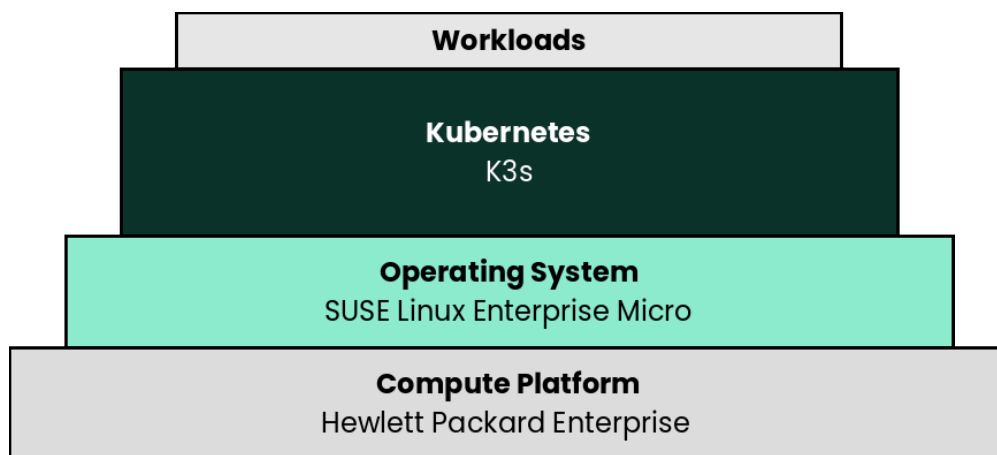 Workloads
Kubernetes
K3s
Operating System
SUSE Linux Enterprise Micro
Compute Platform
Hewlett Packard Enterprise